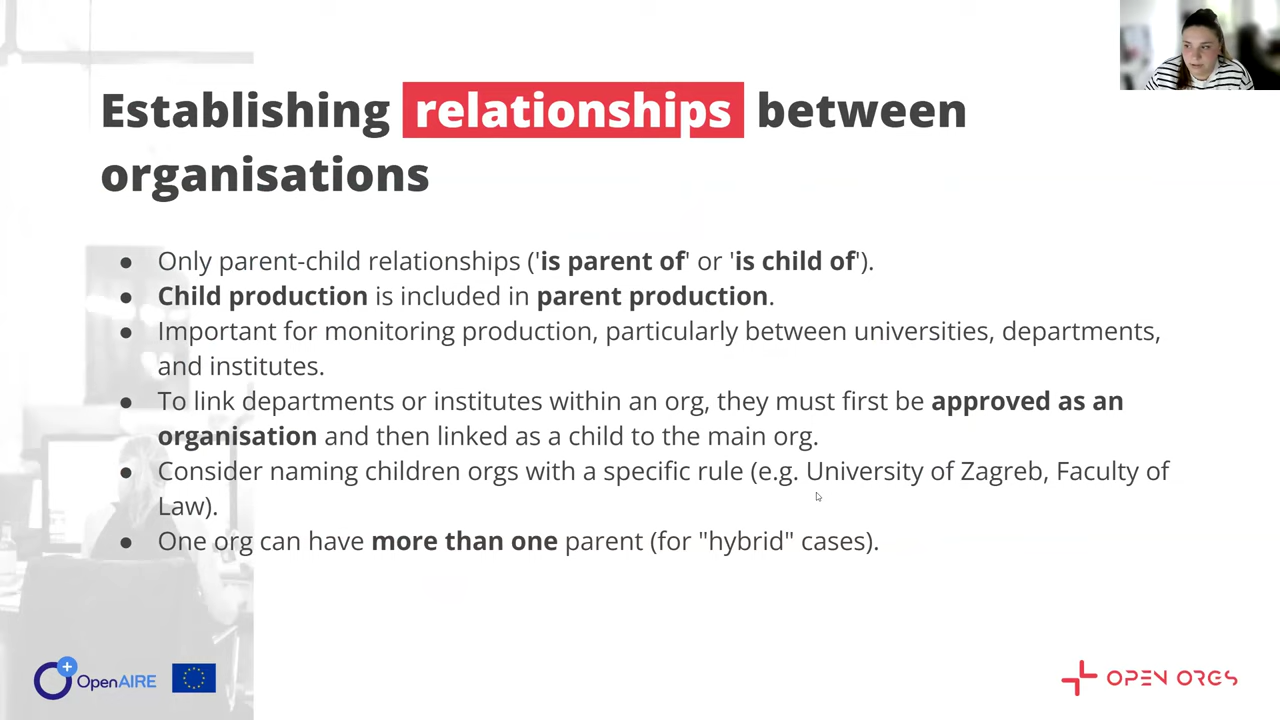 Establishing relationships between
organisations
● Only parent-child relationships ('is parent of' or 'is child of').
● Child production is included in parent production.
● Important for monitoring production, particularly between universities, departments,
and institutes.
● To link departments or institutes within an org, they must first be approved as an
organisation and then linked as a child to the main org.
● Consider naming children orgs with a specific rule (e.g. University of Zagreb, Faculty of
Law).
● One org can have more than one parent (for "hybrid" cases).
OpenAIRE
OPEN ORGS